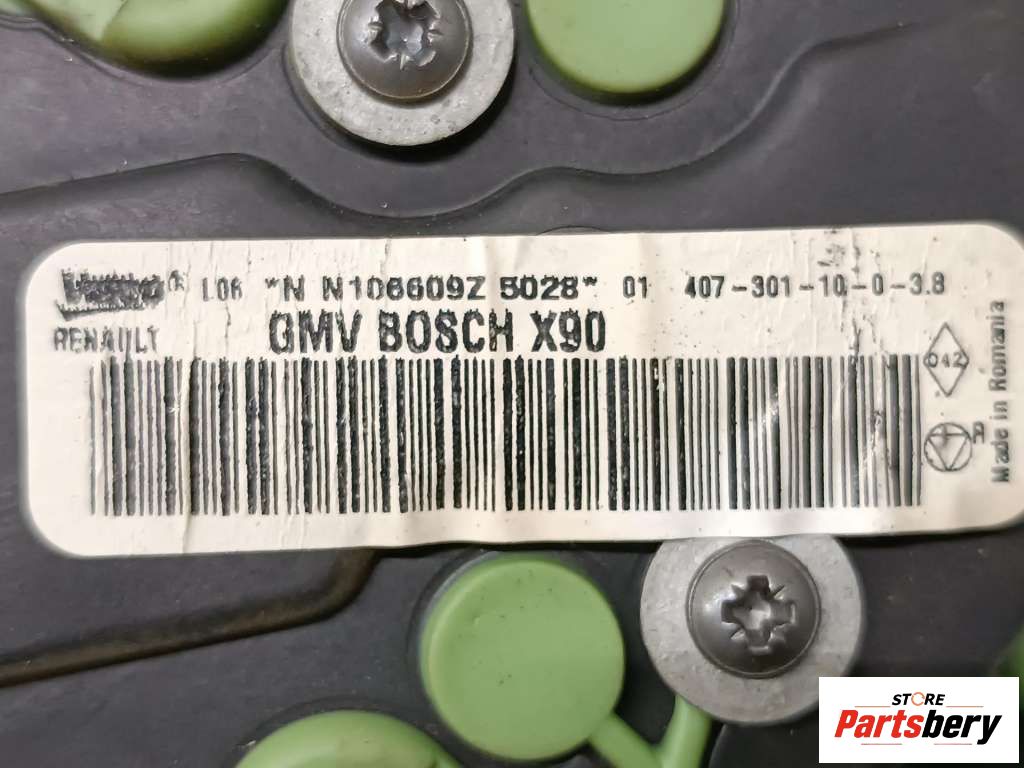 L06 "N N106609Z 5028" 01 407-301-10-0-3.8
RENAULT
GMV BOSCH X90
042
Made in Romania
STORE
Partsbery